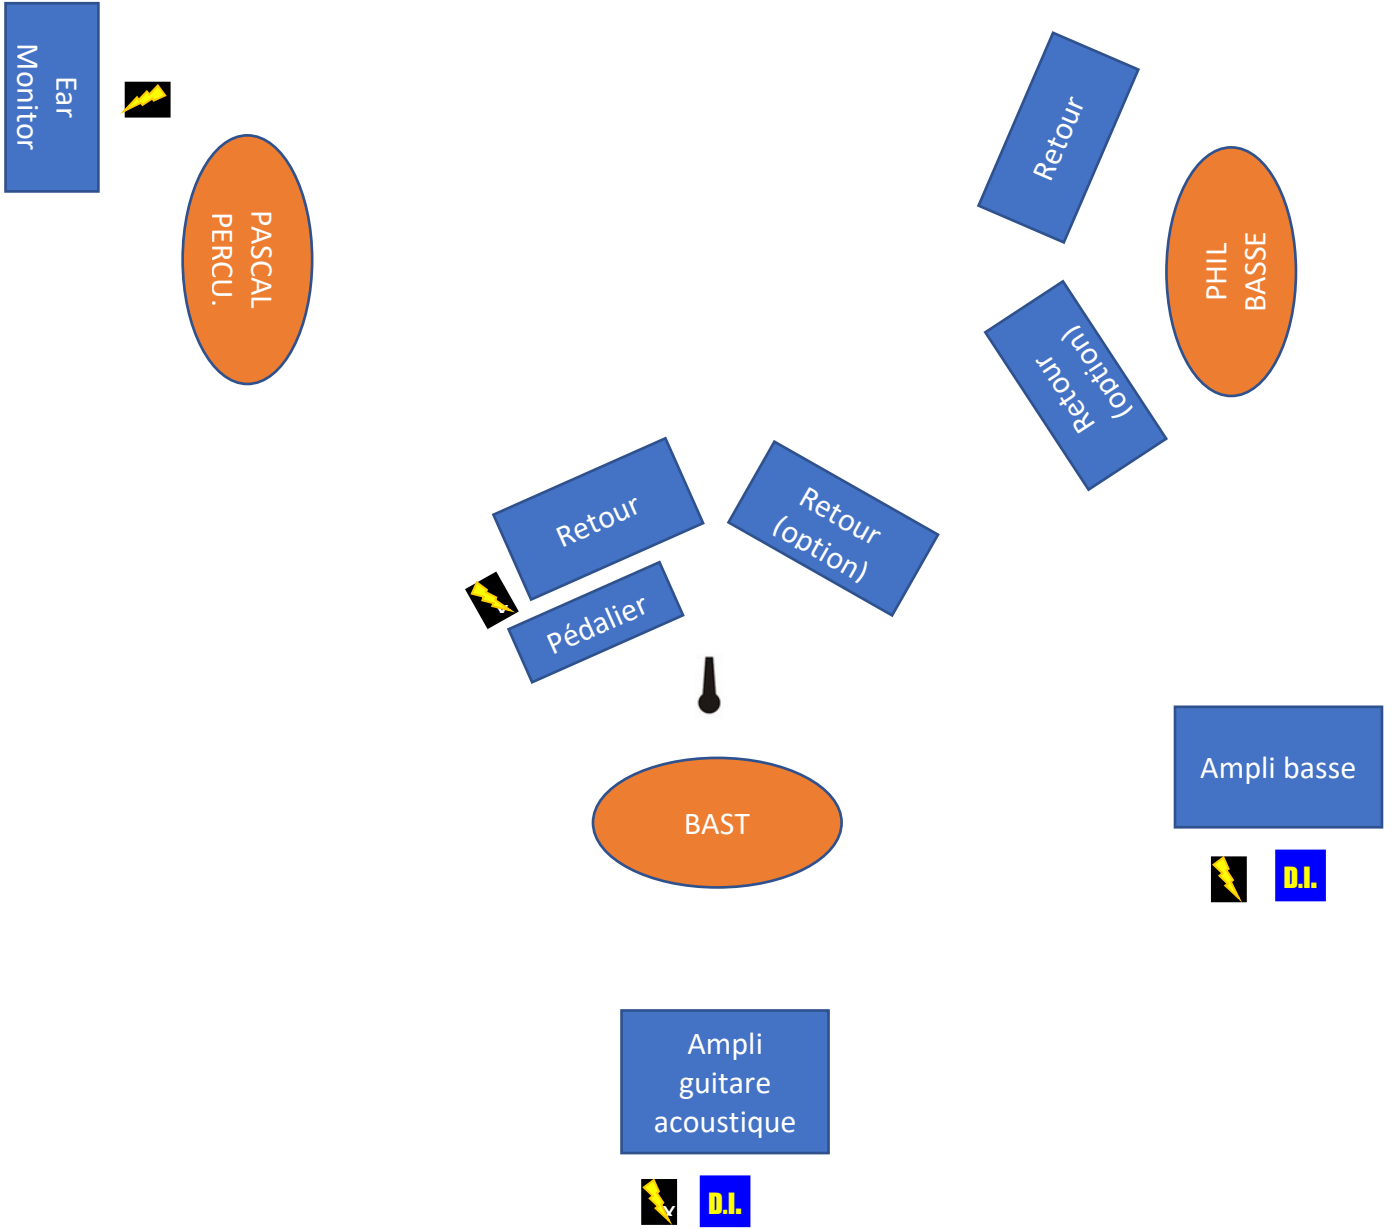 Ear
Monitor
PASCAL
PERCU.
Retour
PHIL
BASSE
Retour
(option)
Retour
Retour
(option)
Pédalier
BAST
Ampli basse
D.I.
Ampli
guitare
acoustique
D.I.